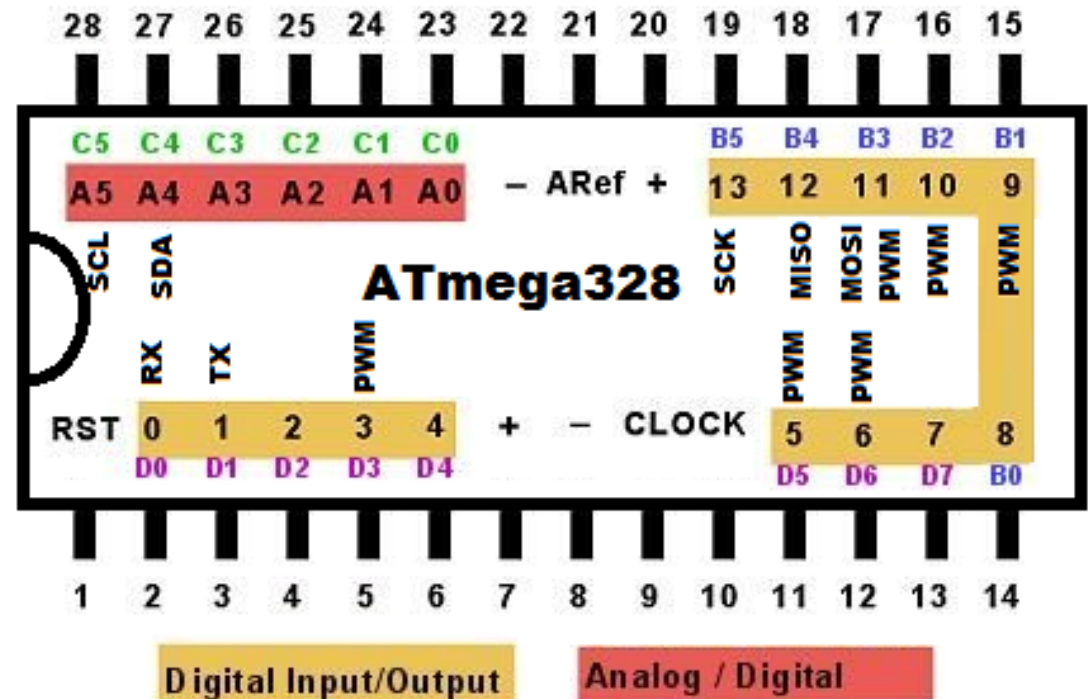 28 27 26 25 24 23 22 21 20 19 18 17 16 15
C5 C4 C3 C2 C1 C0 B5 B4 B3 B2 B1
A5 A4 A3 A2 A1 A0 – ARef + 13 12 11 10 9
SCL SDA SCK MISO MOSI PWM PWM PWM
ATmega328
RX TX PWM PWM PWM
RST 0 1 2 3 4 + – CLOCK 5 6 7 8
D0 D1 D2 D3 D4 D5 D6 D7 B0
1 2 3 4 5 6 7 8 9 10 11 12 13 14
Digital Input/Output Analog / Digital